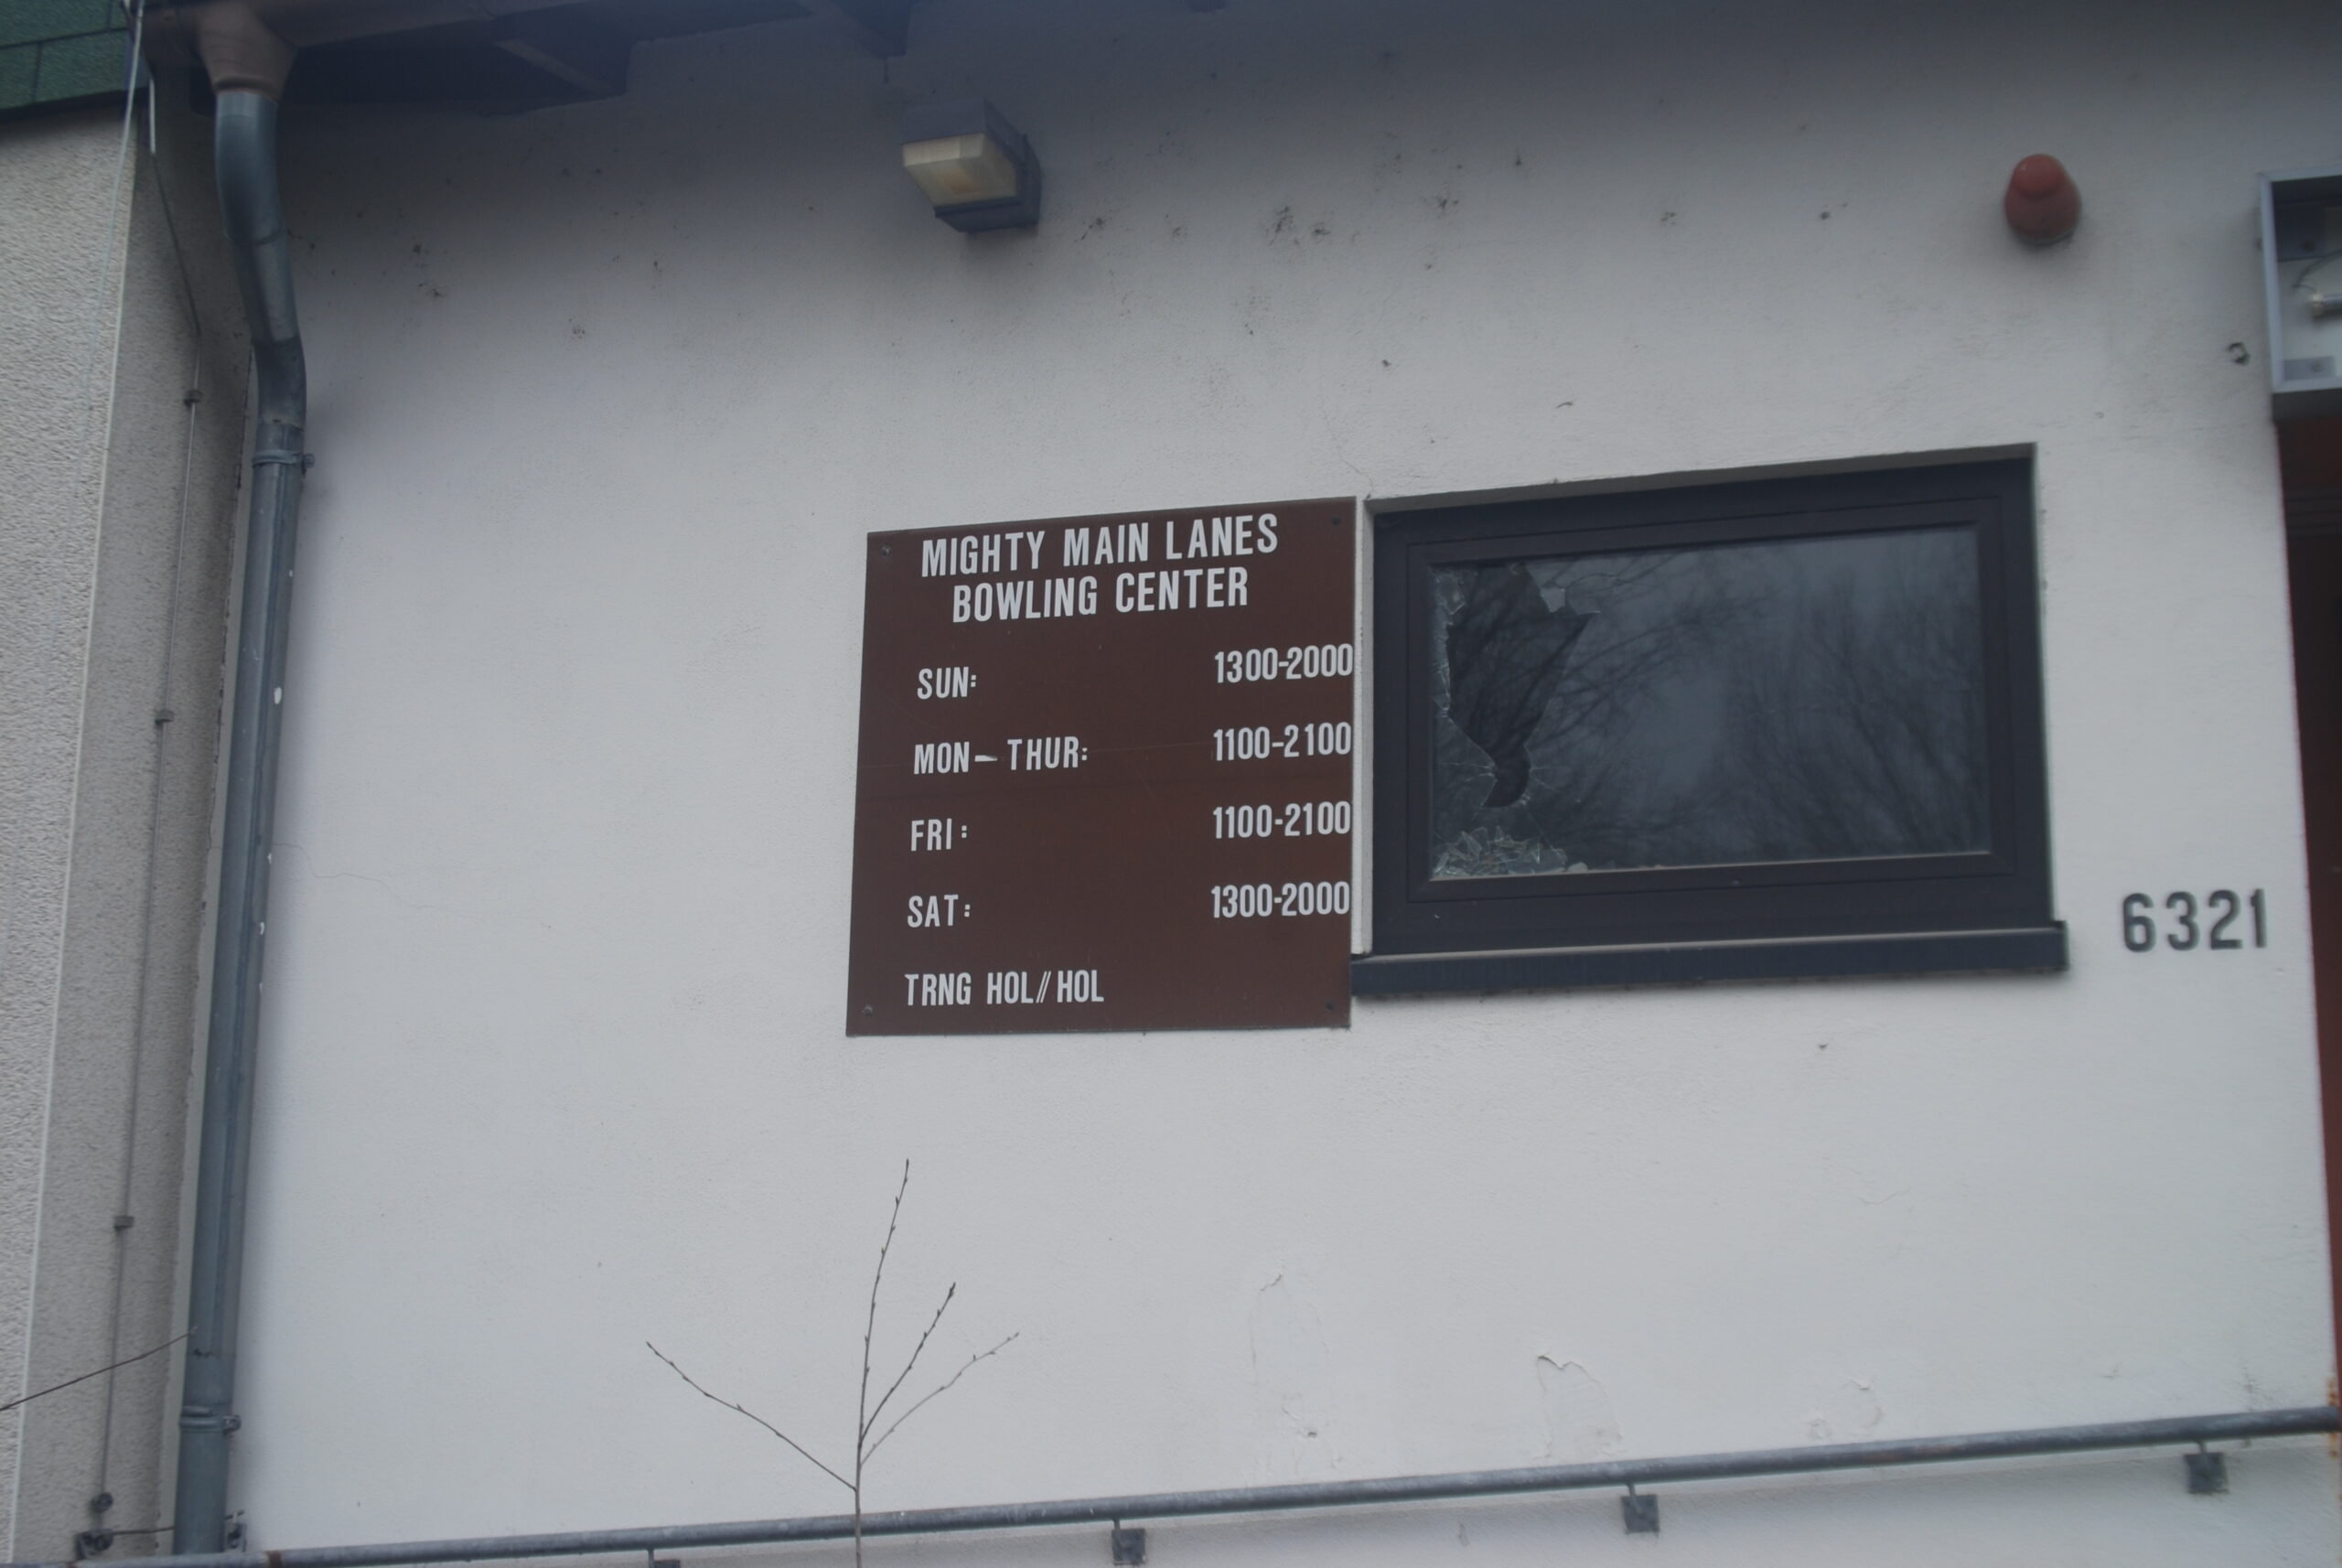 MIGHTY MAIN LANES
BOWLING CENTER
SUN: 1300-2000
MON- THUR: 1100-2100
FRI: 1100-2100
SAT: 1300-2000
TRNG HOL//HOL
6321